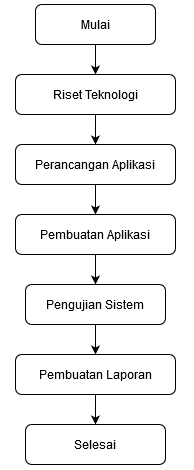 Mulai
Riset Teknologi
Perancangan Aplikasi
Pembuatan Aplikasi
Pengujian Sistem
Pembuatan Laporan
Selesai